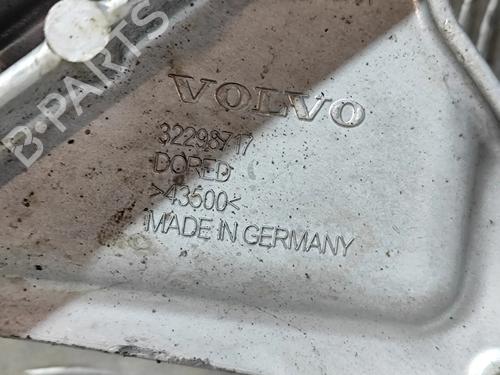 B-PARTS
VOLVO
32298717
DORED
>43500<
MADE IN GERMANY